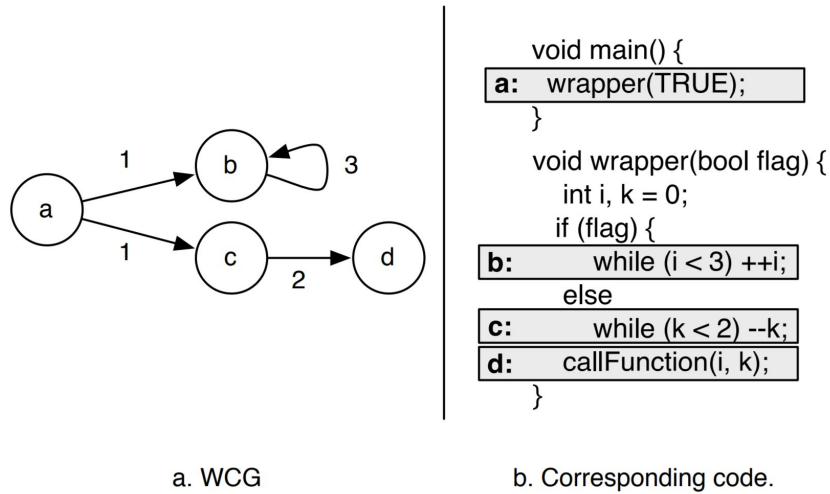 1
b
3
a
1
c
d
2
a. WCG
void main() {
a: wrapper(TRUE);
}
void wrapper(bool flag) {
int i, k = 0;
if (flag) {
b: while (i < 3) ++i;
else
c: while (k < 2) --k;
d: callFunction(i, k);
}
b. Corresponding code.